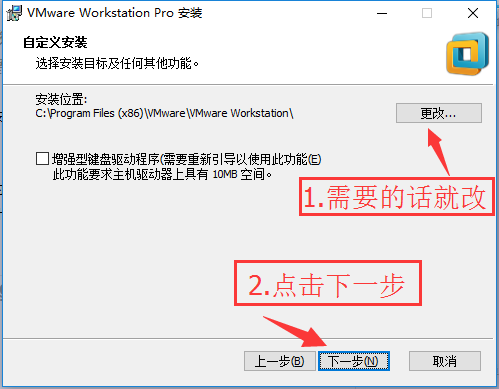 VMware Workstation Pro 安装
自定义安装
选择安装目标及任何其他功能。
安装位置:
C:\Program Files (x86)\VMware\VMware Workstation\
更改...
增强型键盘驱动程序(需要重新引导以使用此功能(E)
此功能要求主机驱动器上具有 10MB 空间。
1.需要的话就改
2.点击下一步
上一步(B)
下一步(N)
取消